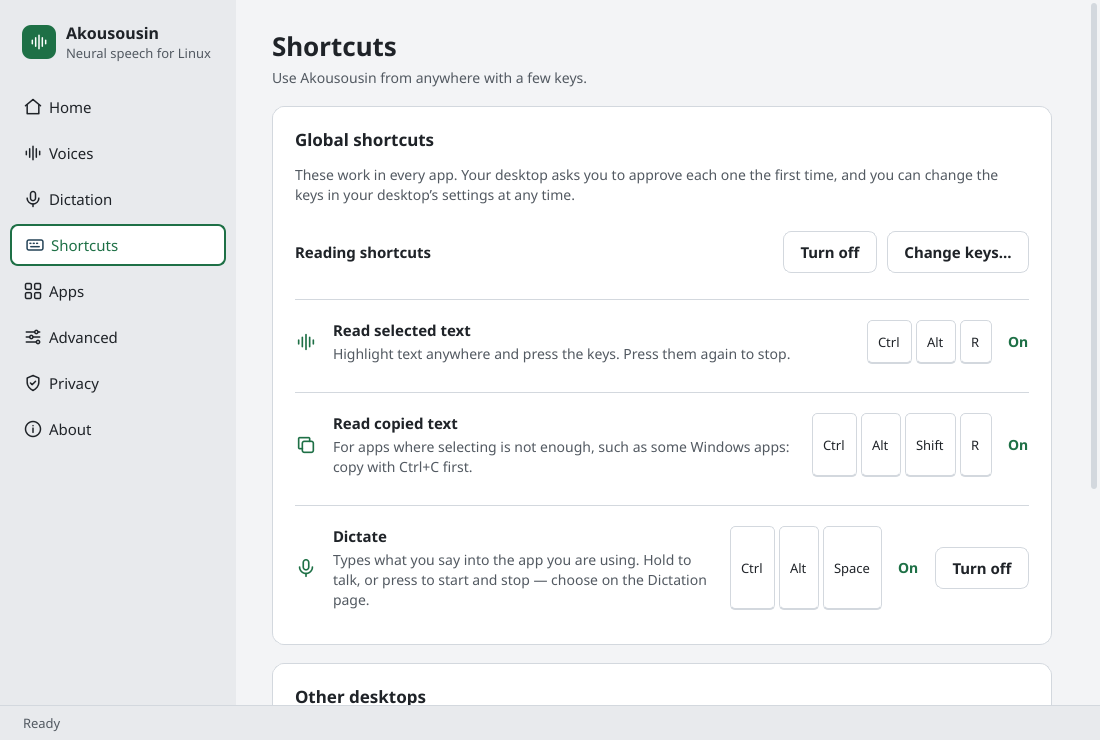 Akousousin
Neural speech for Linux
Home
Voices
Dictation
Shortcuts
Apps
Advanced
Privacy
About
Shortcuts
Use Akousousin from anywhere with a few keys.
Global shortcuts
These work in every app. Your desktop asks you to approve each one the first time, and you can change the
keys in your desktop’s settings at any time.
Reading shortcuts
Turn off
Change keys…
Read selected text
Highlight text anywhere and press the keys. Press them again to stop.
Ctrl Alt R On
Read copied text
For apps where selecting is not enough, such as some Windows apps:
copy with Ctrl+C first.
Ctrl Alt Shift R On
Dictate
Types what you say into the app you are using. Hold to
talk, or press to start and stop — choose on the Dictation
page.
Ctrl Alt Space On Turn off
Other desktops
Ready